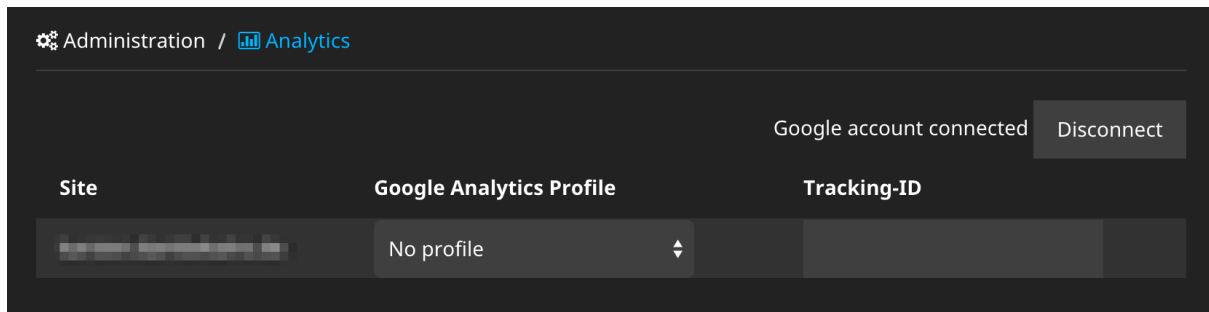 Administration / Analytics
Google account connected Disconnect
Site Google Analytics Profile Tracking-ID
No profile